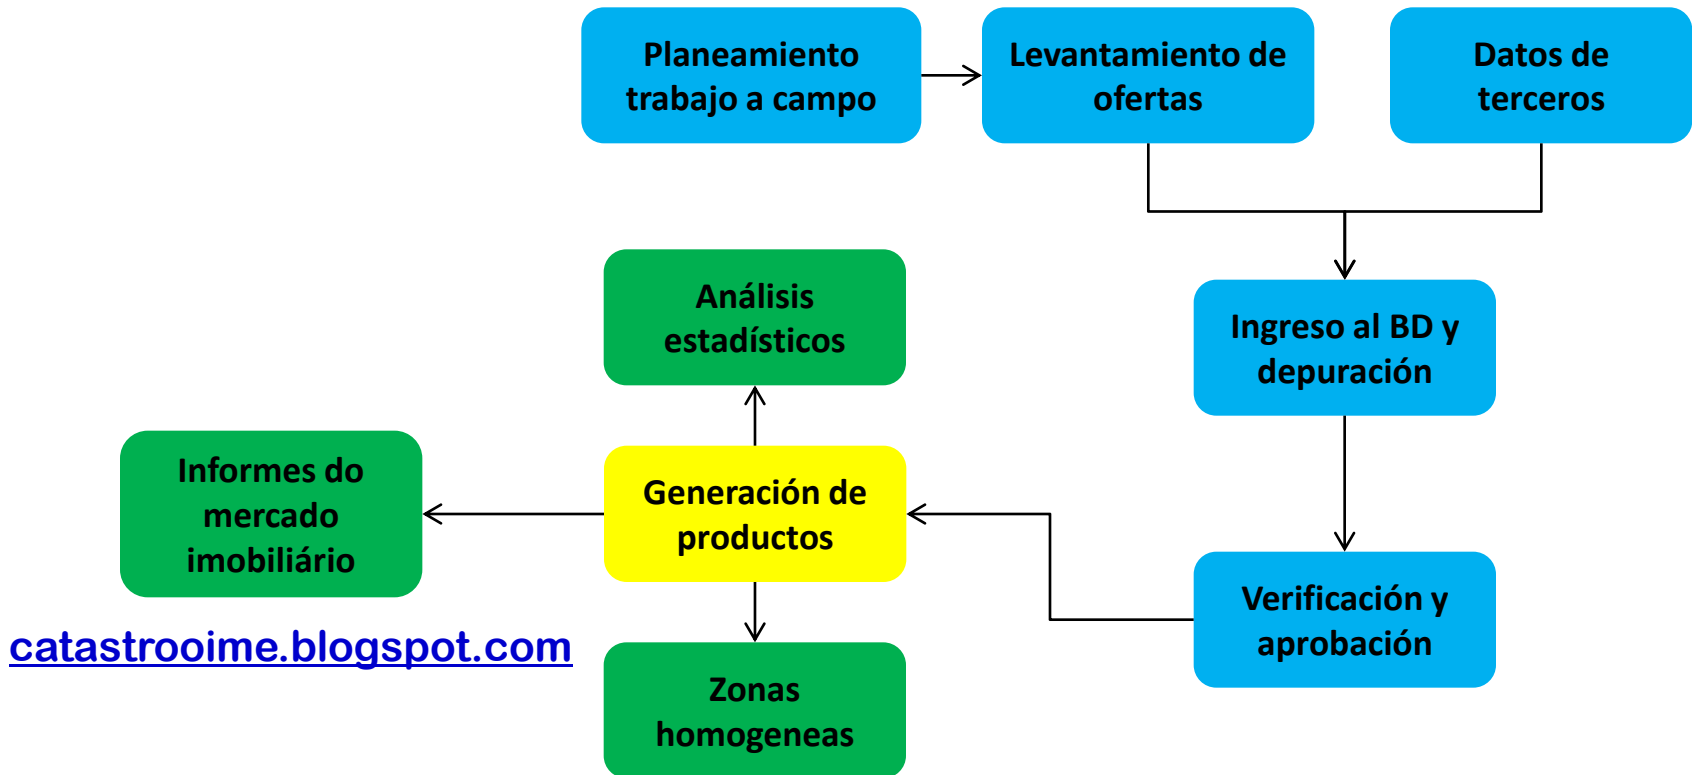 Planeamiento
trabajo a campo
Levantamiento de
ofertas
Datos de
terceros
Análisis
estadísticos
Ingreso al BD y
depuración
Informes do
mercado
imobiliário
Generación de
productos
Verificación y
aprobación
catastrooime.blogspot.com
Zonas
homogeneas